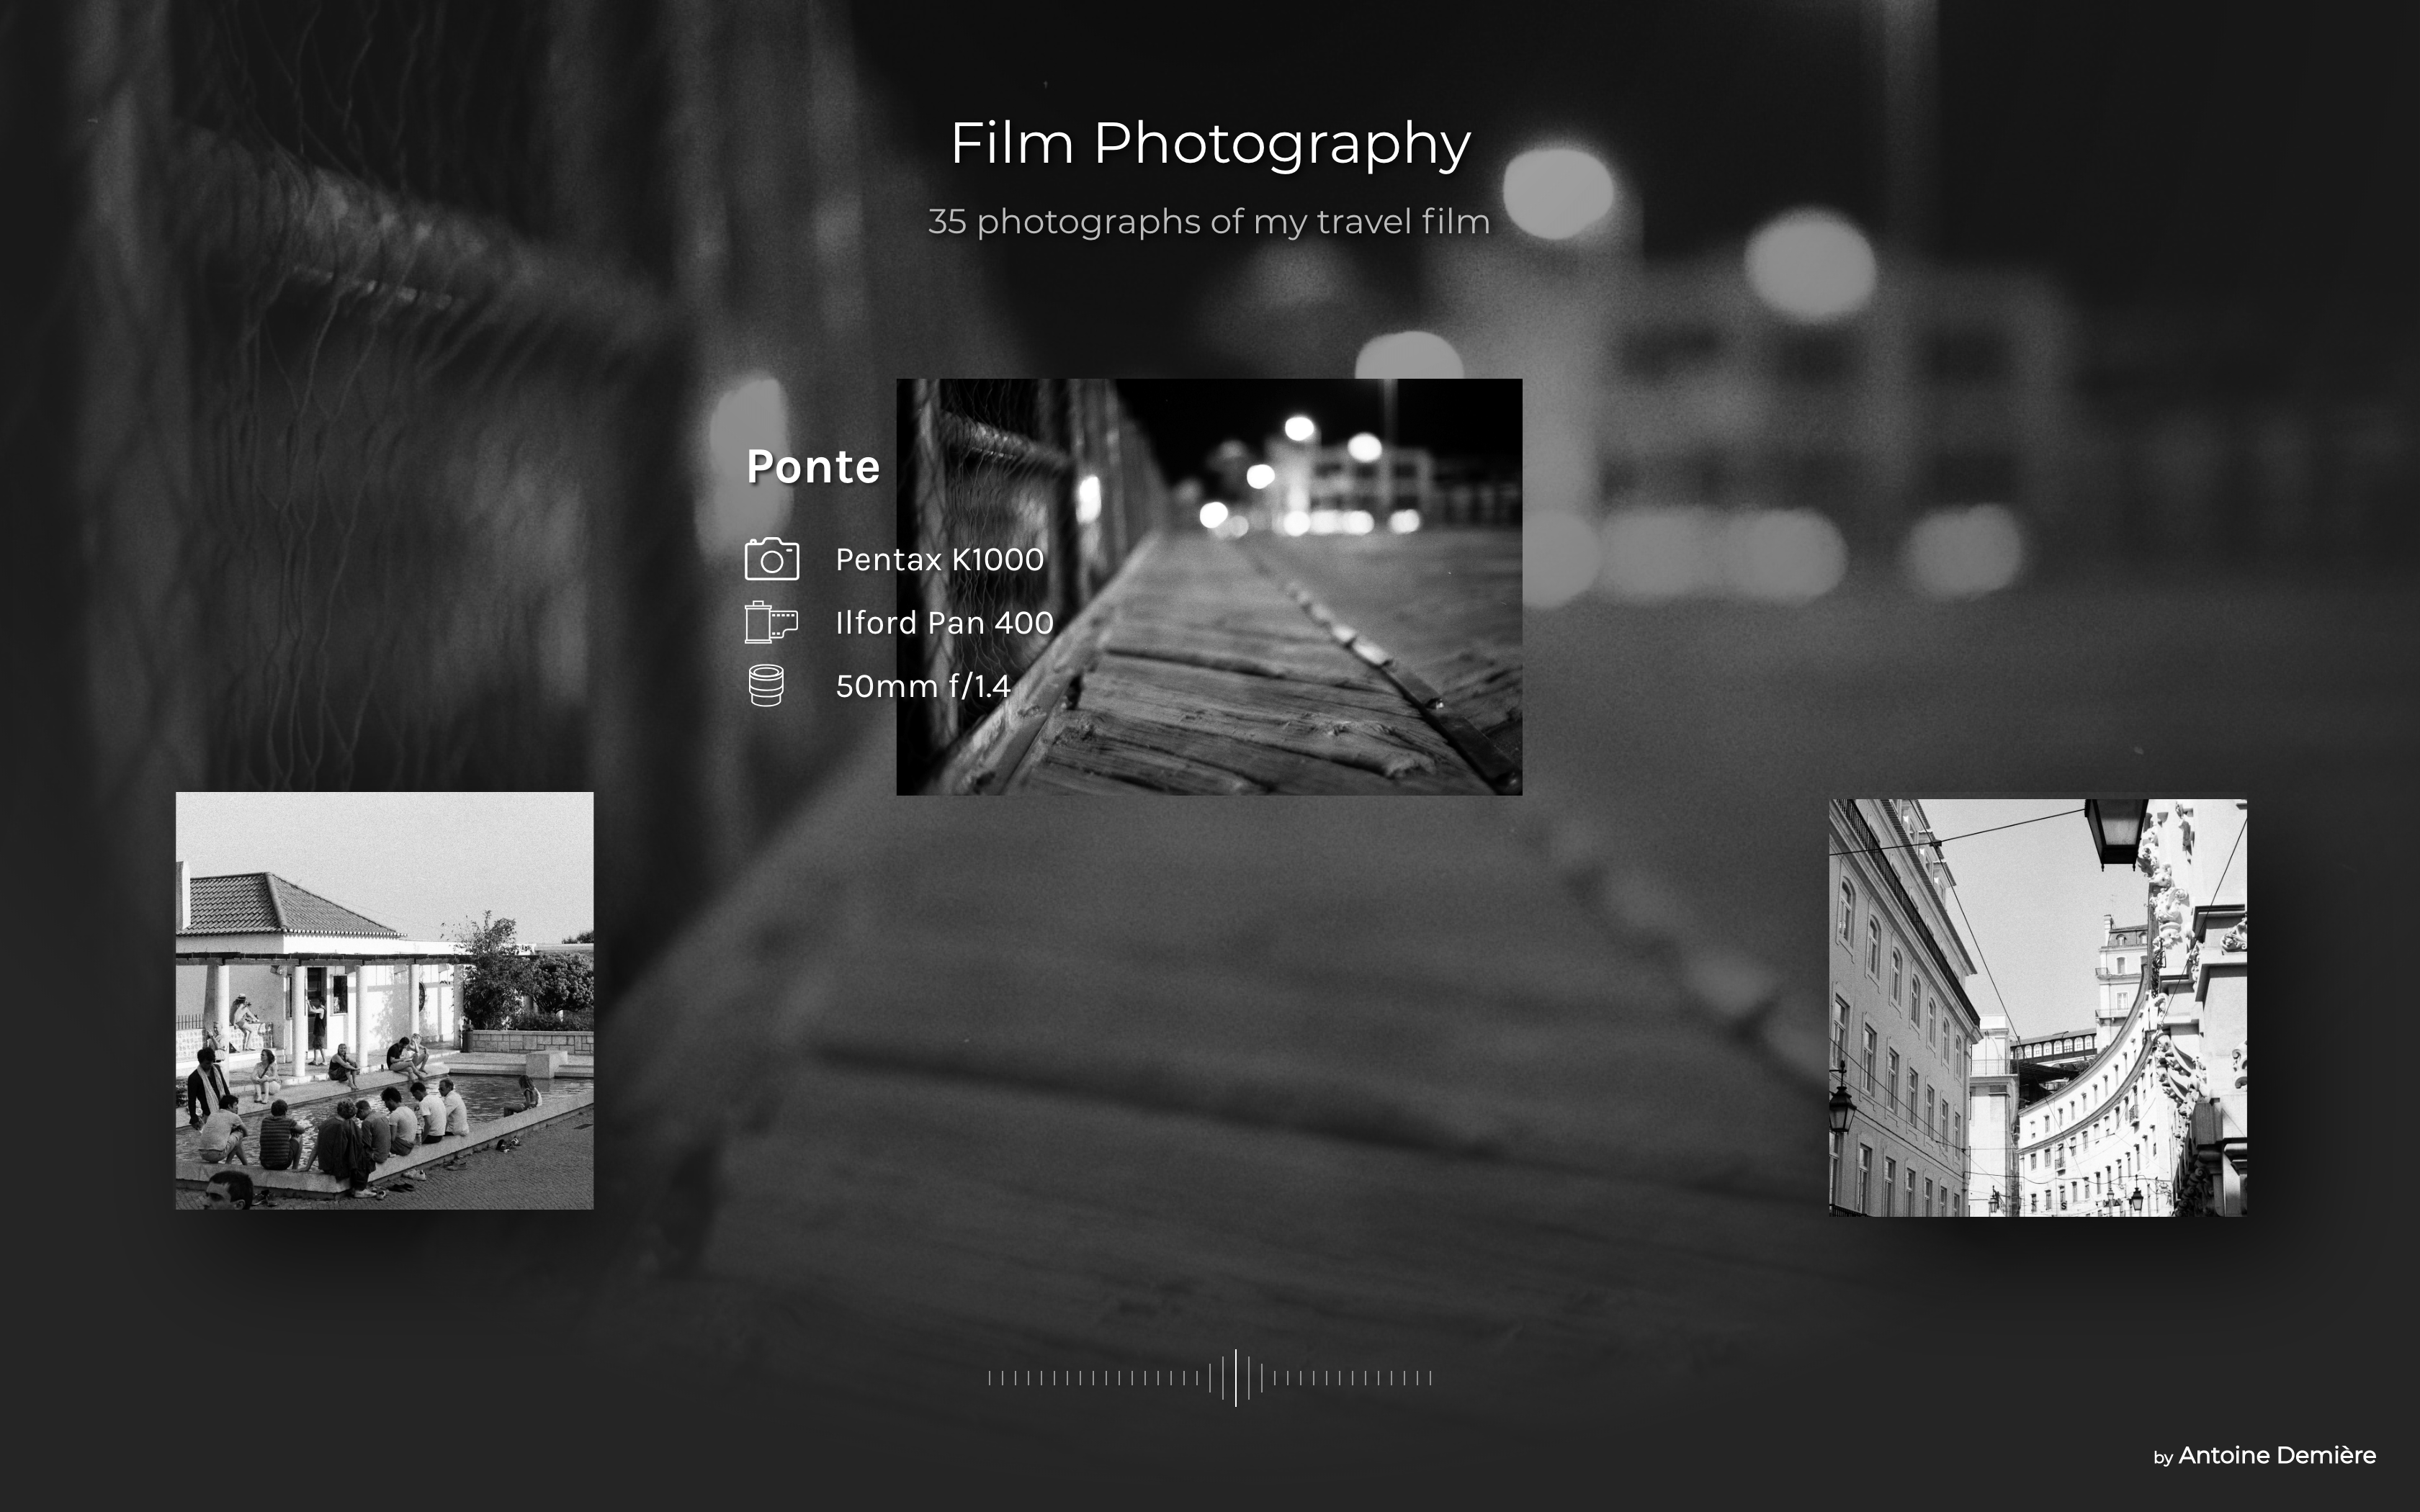 Film Photography
35 photographs of my travel film
Ponte
Pentax K1000
Ilford Pan 400
50mm f/1.4
by Antoine Demière